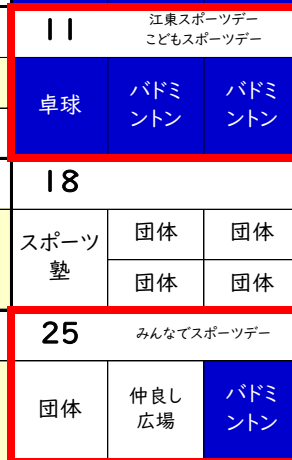 11 江東スポーツデー
こどもスポーツデー
卓球 バドミ
ントン バドミ
ントン
18
スポーツ
塾 団体 団体
団体 団体
25 みんなでスポーツデー
団体 仲良し
広場 バドミ
ントン